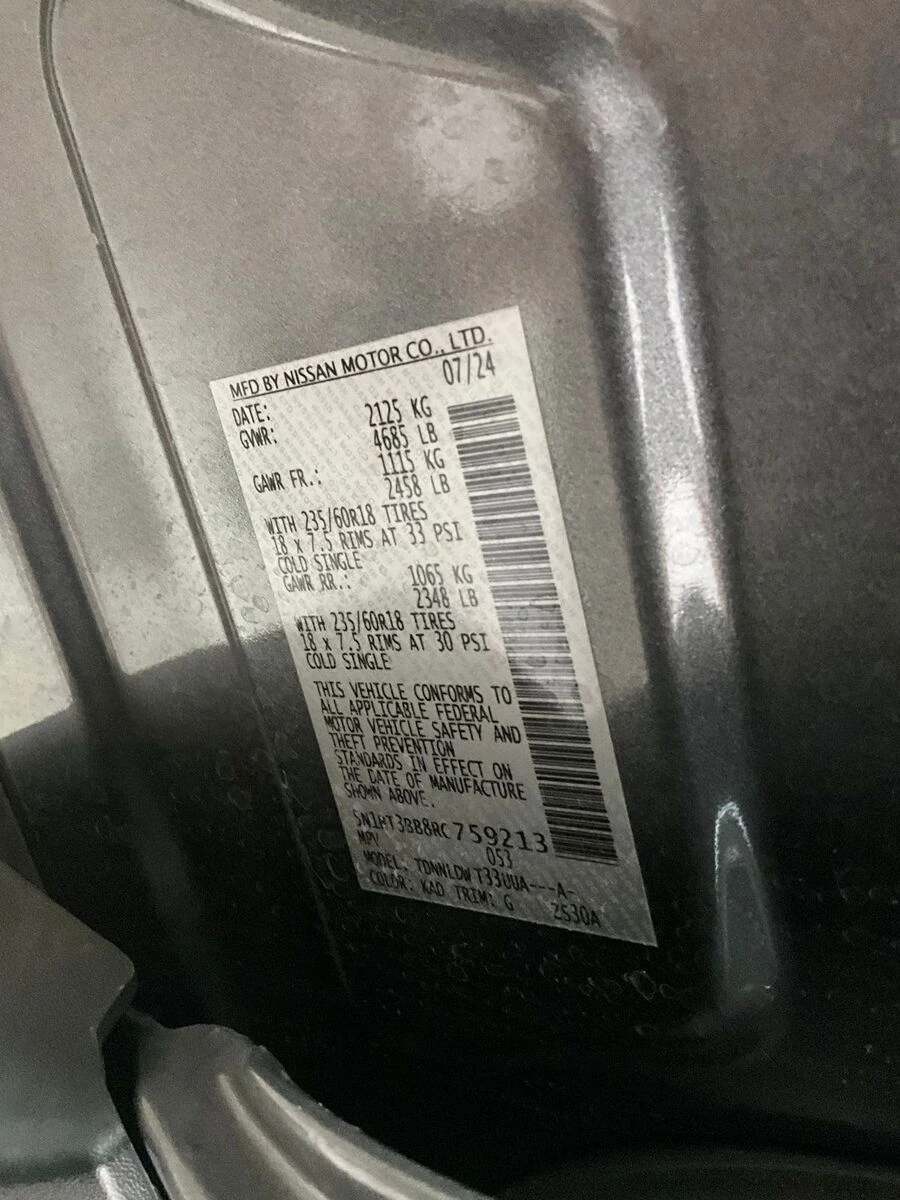 MFD BY NISSAN MOTOR CO., LTD.
DATE: 07/24
GVWR: 2125 KG
4685 LB
GAWR FR.: 1115 KG
2458 LB
WITH 235/60R18 TIRES
18 x 7.5 RIMS AT 33 PSI
COLD SINGLE
GAWR RR.: 1065 KG
2348 LB
WITH 235/60R18 TIRES
18 x 7.5 RIMS AT 30 PSI
COLD SINGLE
THIS VEHICLE CONFORMS TO
ALL APPLICABLE FEDERAL
MOTOR VEHICLE SAFETY AND
THEFT PREVENTION
STANDARDS IN EFFECT ON
THE DATE OF MANUFACTURE
SHOWN ABOVE.
5N1BT3BB8RC759213
MPV 053
MODEL: TDNNLDW T33UUA---A-
COLOR: KAD TRIM: G ZS30A